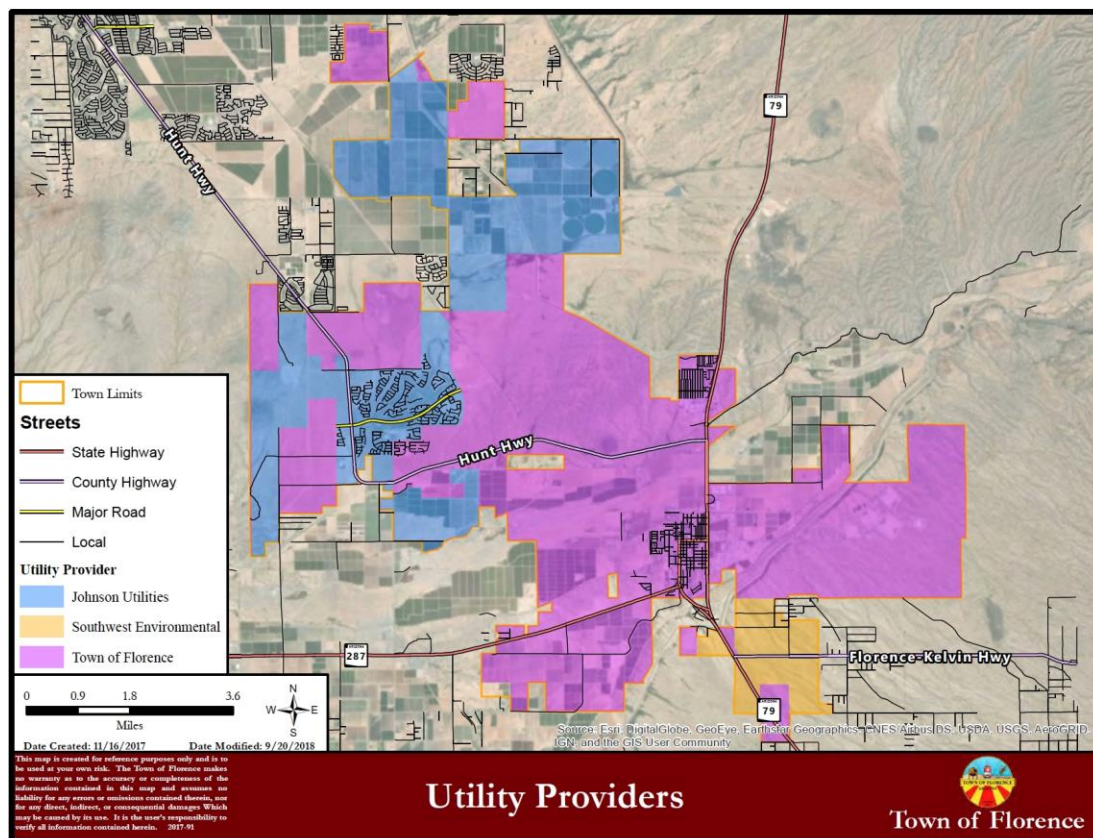 ARIZONA
79
Hunt Hwy
Hunt Hwy
Town Limits
Streets
State Highway
County Highway
Major Road
Local
Utility Provider
Johnson Utilities
Southwest Environmental
Town of Florence
287
Florence-Kelvin-Hwy
79
0 0.9 1.8 3.6
Miles
N
W E
S
Date Created: 11/16/2017 Date Modified: 9/20/2018
Source: Esri, DigitalGlobe, GeoEye, Earthstar Geographics, CNES/Airbus DS, USDA, USGS, AeroGRID,
IGN, and the GIS User Community
This map is created for reference purposes only and is to
be used at your own risk. The Town of Florence makes
no warranty as to the accuracy or completeness of the
information contained in this map and assumes no
liability for any errors or omissions contained therein, nor
for any direct, indirect, or consequential damages Which
may be caused by its use. It is the user's responsibility to
verify all information contained herein. 2017-91
Utility Providers
TOWN OF FLORENCE
Town of Florence